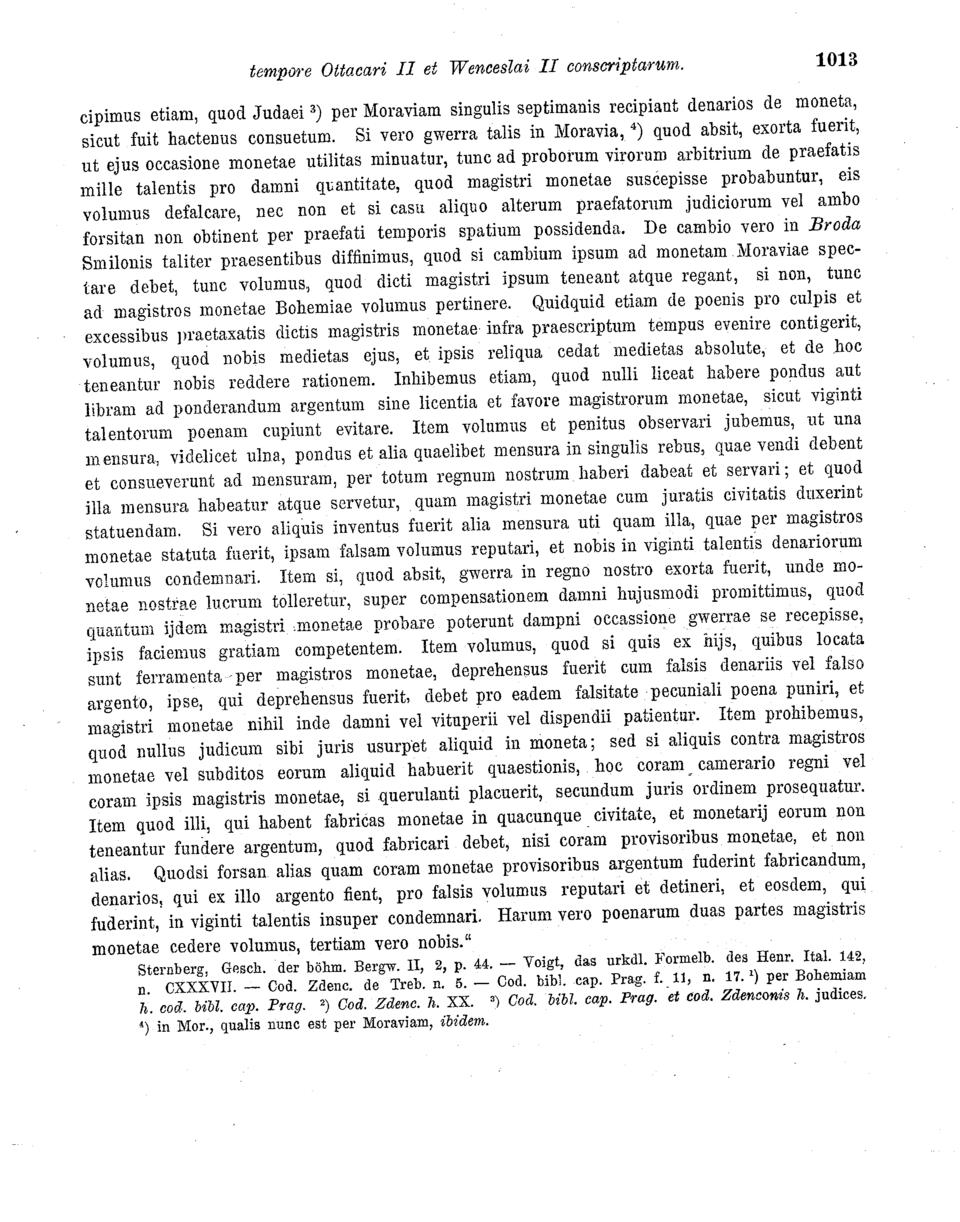 tempore Ottacari II et Wenceslai II conscriptarum. 1013
cipimus etiam, quod Judaei ³) per Moraviam singulis septimanis recipiant denarios de moneta,
sicut fuit hactenus consuetum. Si vero gwerra talis in Moravia, ⁴) quod absit, exorta fuerit,
ut ejus occasione monetae utilitas minuatur, tunc ad proborum virorum arbitrium de praefatis
mille talentis pro damni quantitate, quod magistri monetae suscepisse probabuntur, eis
volumus defalcare, nec non et si casu aliquo alterum praefatorum judiciorum vel ambo
forsitan non obtinent per praefati temporis spatium possidenda. De cambio vero in Broda
Smilonis taliter praesentibus diffinimus, quod si cambium ipsum ad monetam Moraviae spec-
tare debet, tunc volumus, quod dicti magistri ipsum teneant atque regant, si non, tunc
ad magistros monetae Bohemiae volumus pertinere. Quidquid etiam de poenis pro culpis et
excessibus praetaxatis dictis magistris monetae infra praescriptum tempus evenire contigerit,
volumus, quod nobis medietas ejus, et ipsis reliqua cedat medietas absolute, et de hoc
teneantur nobis reddere rationem. Inhibemus etiam, quod nulli liceat habere pondus aut
libram ad ponderandum argentum sine licentia et favore magistrorum monetae, sicut viginti
talentorum poenam cupiunt evitare. Item volumus et penitus observari jubemus, ut una
mensura, videlicet ulna, pondus et alia quaelibet mensura in singulis rebus, quae vendi debent
et consueverunt ad mensuram, per totum regnum nostrum haberi dabeat et servari; et quod
illa mensura habeatur atque servetur, quam magistri monetae cum juratis civitatis duxerint
statuendam. Si vero aliquis inventus fuerit alia mensura uti quam illa, quae per magistros
monetae statuta fuerit, ipsam falsam volumus reputari, et nobis in viginti talentis denariorum
volumus condemnari. Item si, quod absit, gwerra in regno nostro exorta fuerit, unde mo-
netae nostrae lucrum tolleretur, super compensationem damni hujusmodi promittimus, quod
quantum ijdem magistri monetae probare poterunt dampni occassione gwerrae se recepisse,
ipsis faciemus gratiam competentem. Item volumus, quod si quis ex hijs, quibus locata
sunt ferramenta per magistros monetae, deprehensus fuerit cum falsis denariis vel falso
argento, ipse, qui deprehensus fuerit, debet pro eadem falsitate pecuniali poena puniri, et
magistri monetae nihil inde damni vel vituperii vel dispendii patientur. Item prohibemus,
quod nullus judicum sibi juris usurpet aliquid in moneta; sed si aliquis contra magistros
monetae vel subditos eorum aliquid habuerit quaestionis, hoc coram camerario regni vel
coram ipsis magistris monetae, si querulanti placuerit, secundum juris ordinem prosequatur.
Item quod illi, qui habent fabricas monetae in quacunque civitate, et monetarij eorum non
teneantur fundere argentum, quod fabricari debet, nisi coram provisoribus monetae, et non
alias. Quodsi forsan alias quam coram monetae provisoribus argentum fuderint fabricandum,
denarios, qui ex illo argento fient, pro falsis volumus reputari et detineri, et eosdem, qui
fuderint, in viginti talentis insuper condemnari. Harum vero poenarum duas partes magistris
monetae cedere volumus, tertiam vero nobis.“
Sternberg, Gesch. der böhm. Bergw. II, 2, p. 44. — Voigt, das urkdl. Formelb. des Henr. Ital. 142,
n. CXXXVII. — Cod. Zdenc. de Treb. n. 5. — Cod. bibl. cap. Prag. f. 11, n. 17. ¹) per Bohemiam
h. cod. bibl. cap. Prag. ²) Cod. Zdenc. h. XX. ³) Cod. bibl. cap. Prag. et cod. Zdenconis h. judices.
⁴) in Mor., qualis nunc est per Moraviam, ibidem.